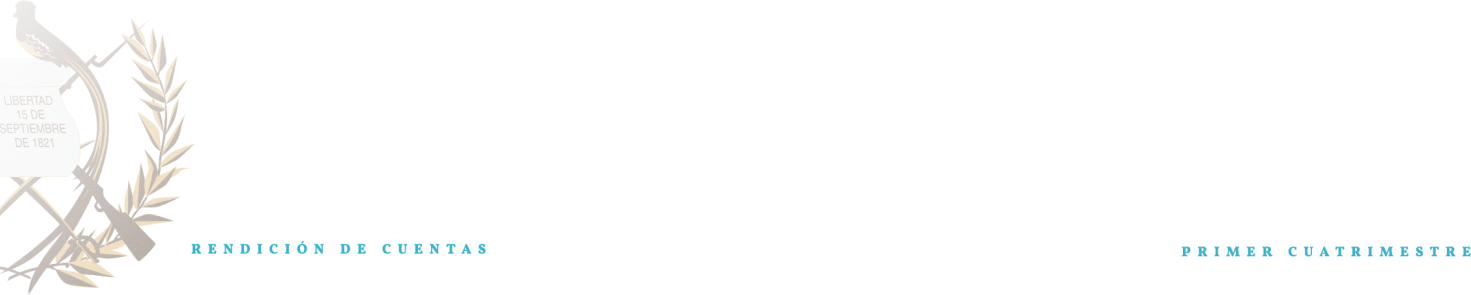 LIBERTAD
15 DE
SEPTIEMBRE
DE 1821
RENDICIÓN DE CUENTAS
PRIMER CUATRIMESTRE